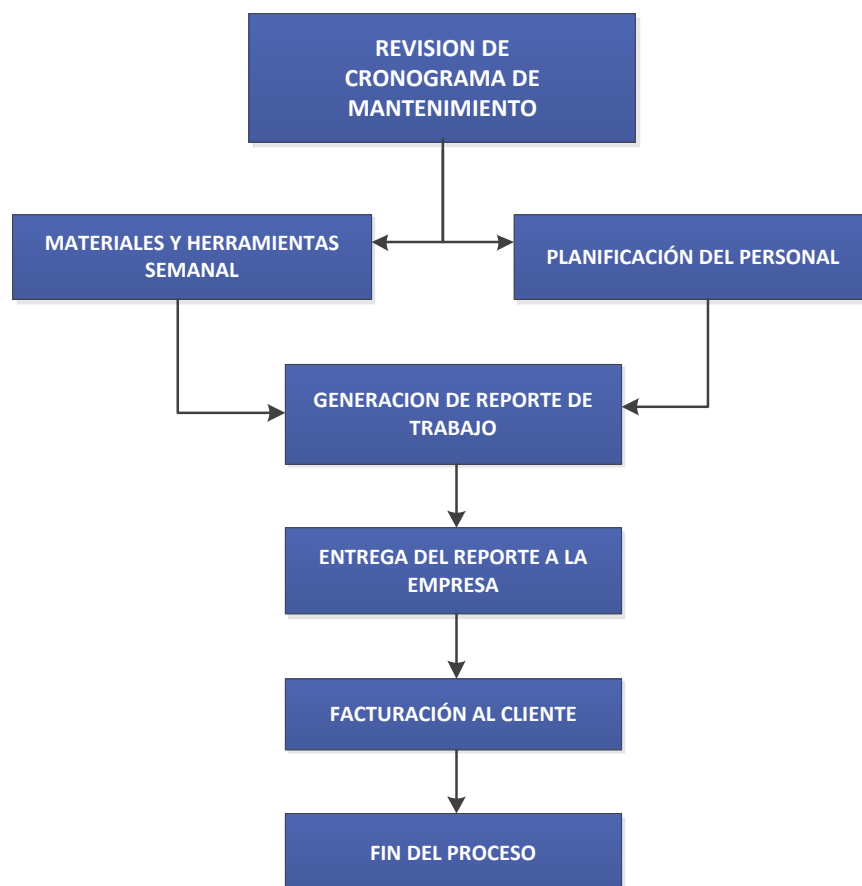 REVISION DE
CRONOGRAMA DE
MANTENIMIENTO
MATERIALES Y HERRAMIENTAS
SEMANAL
PLANIFICACIÓN DEL PERSONAL
GENERACION DE REPORTE DE
TRABAJO
ENTREGA DEL REPORTE A LA
EMPRESA
FACTURACIÓN AL CLIENTE
FIN DEL PROCESO